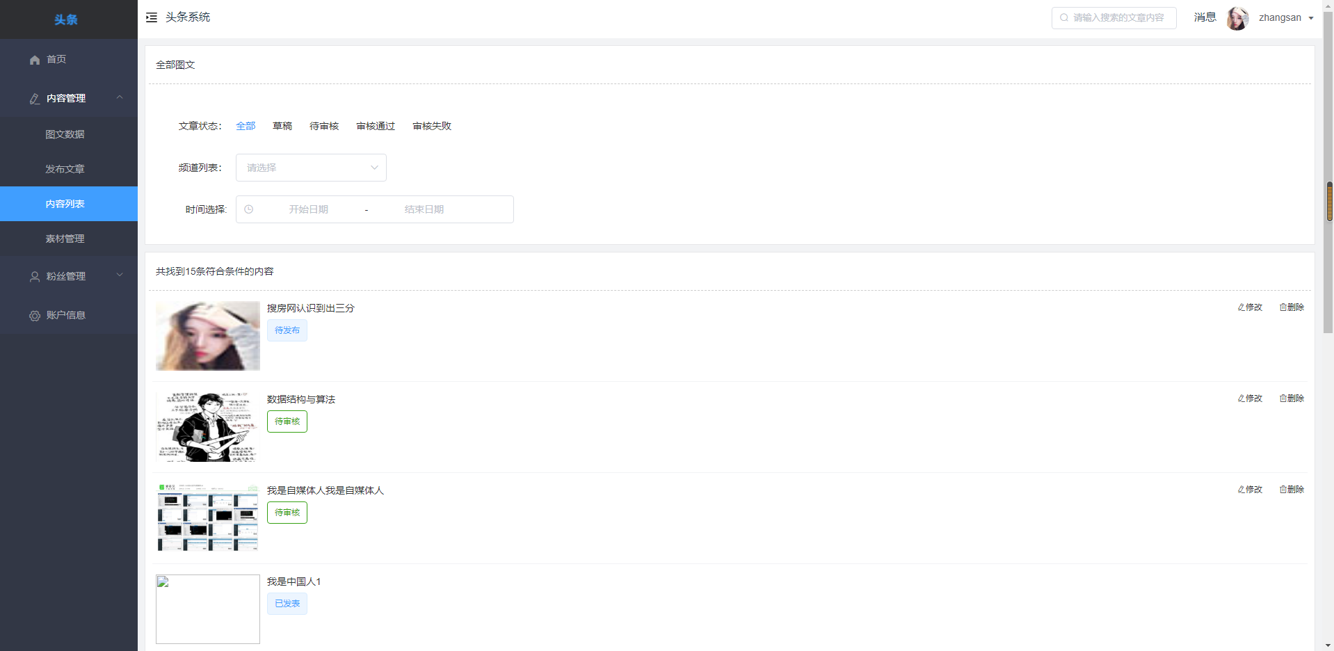 头条
头条系统
请输入搜索的文章内容
消息
zhangsan
首页
内容管理
图文数据
发布文章
内容列表
素材管理
粉丝管理
账户信息
全部图文
文章状态： 全部 草稿 待审核 审核通过 审核失败
频道列表： 请选择
时间选择: 开始日期 - 结束日期
共找到15条符合条件的内容
搜房网认识到出三分
修改 删除
待发布
数据结构与算法
修改 删除
待审核
我是自媒体人我是自媒体人
修改 删除
待审核
我是中国人1
已发表